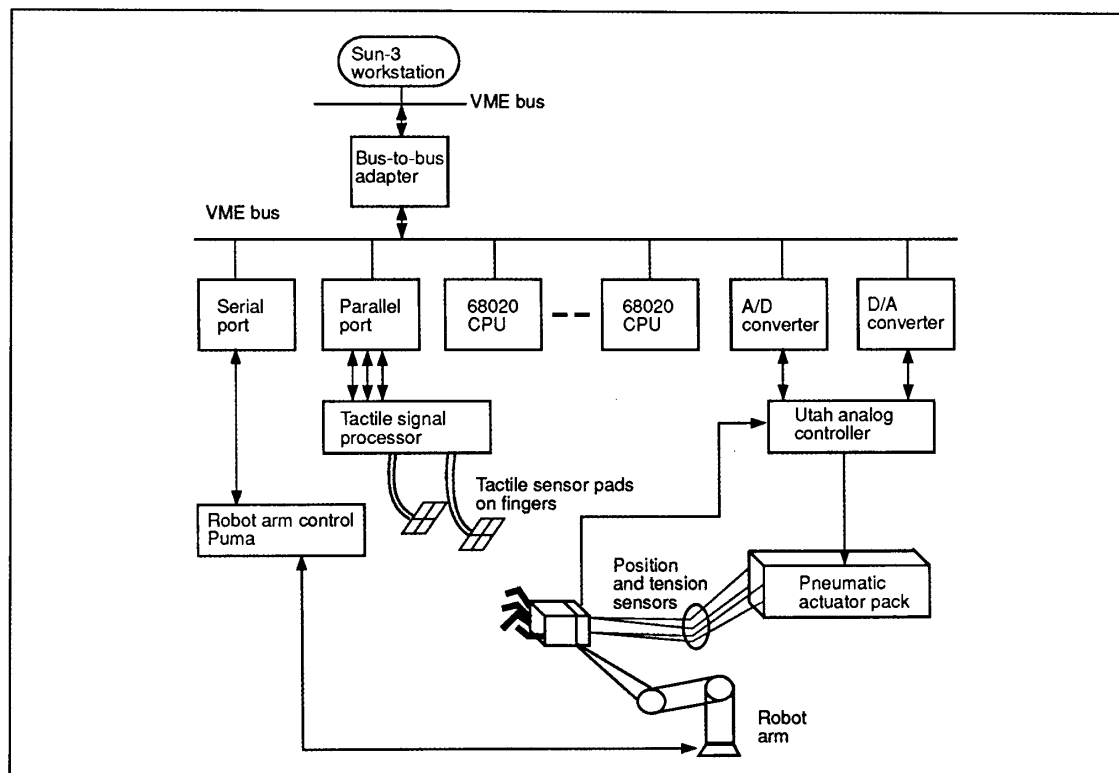 Sun-3
workstation
VME bus
Bus-to-bus
adapter
VME bus
Serial
port
Parallel
port
68020
CPU
68020
CPU
A/D
converter
D/A
converter
Tactile signal
processor
Utah analog
controller
Tactile sensor pads
on fingers
Robot arm control
Puma
Position
and tension
sensors
Pneumatic
actuator pack
Robot
arm